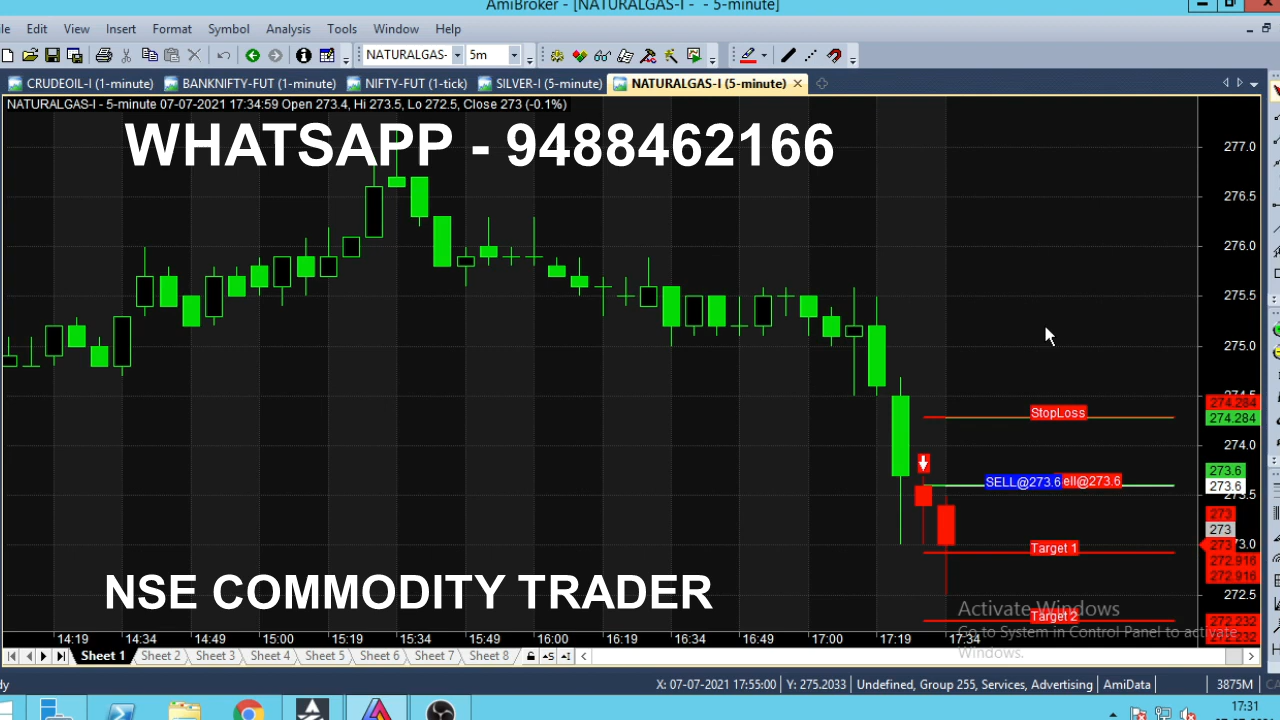 AmiBroker - [NATURALGAS-I - - 5-minute]
Edit View Insert Format Symbol Analysis Tools Window Help
NATURALGAS- 5m
CRUDEOIL-I (1-minute) BANKNIFTY-FUT (1-minute) NIFTY-FUT (1-tick) SILVER-I (5-minute) NATURALGAS-I (5-minute)
NATURALGAS-I - 5-minute 07-07-2021 17:34:59 Open 273.4, Hi 273.5, Lo 272.5, Close 273 (-0.1%)
WHATSAPP - 9488462166
277.0
276.5
276.0
275.5
275.0
274.284
StopLoss
274.284
274.0
273.6
SELL@273.6 ell@273.6
273.6
273.5
273
273
273
Target 1
272.916
272.916
NSE COMMODITY TRADER
272.5
Activate Windows
Target 2
272.232
Go to System in Control Panel to activate
272.232
Windows.
14:19 14:34 14:49 15:00 15:19 15:34 15:49 16:00 16:19 16:34 16:49 17:00 17:19 17:34
Sheet 1 Sheet 2 Sheet 3 Sheet 4 Sheet 5 Sheet 6 Sheet 7 Sheet 8
X: 07-07-2021 17:55:00 Y: 275.2033 Undefined, Group 255, Services, Advertising AmiData 3875M
17:31